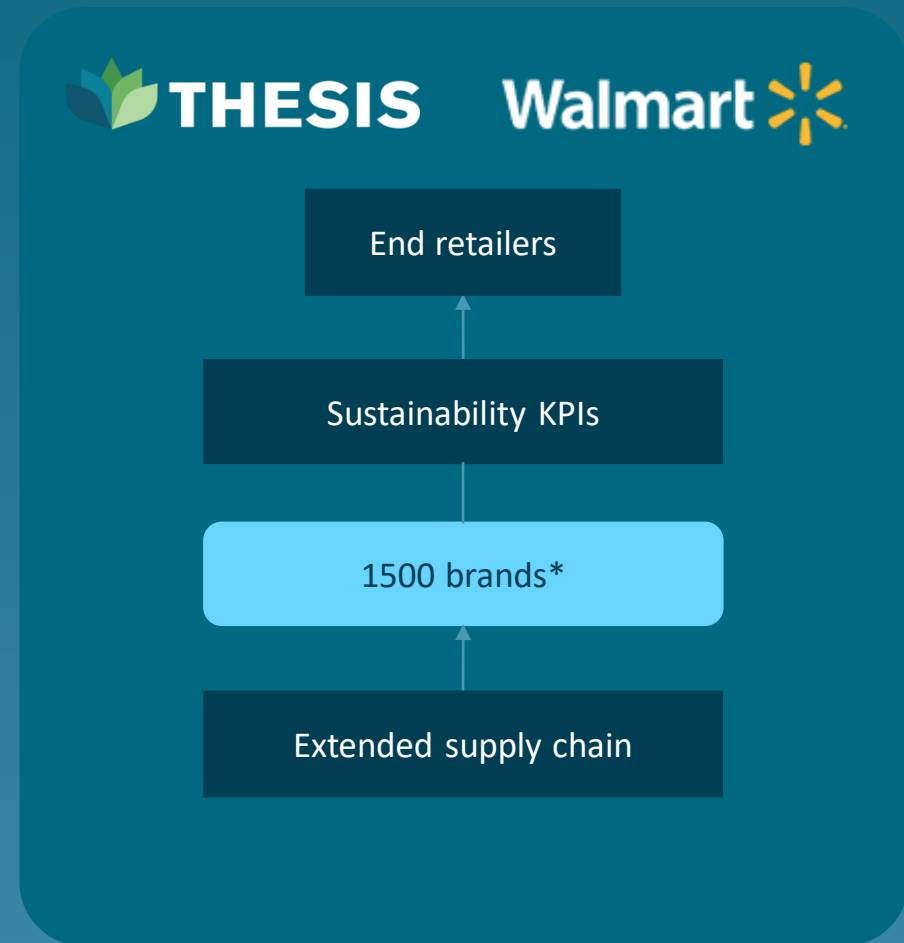 THESIS
Walmart
End retailers
Sustainability KPIs
1500 brands*
Extended supply chain